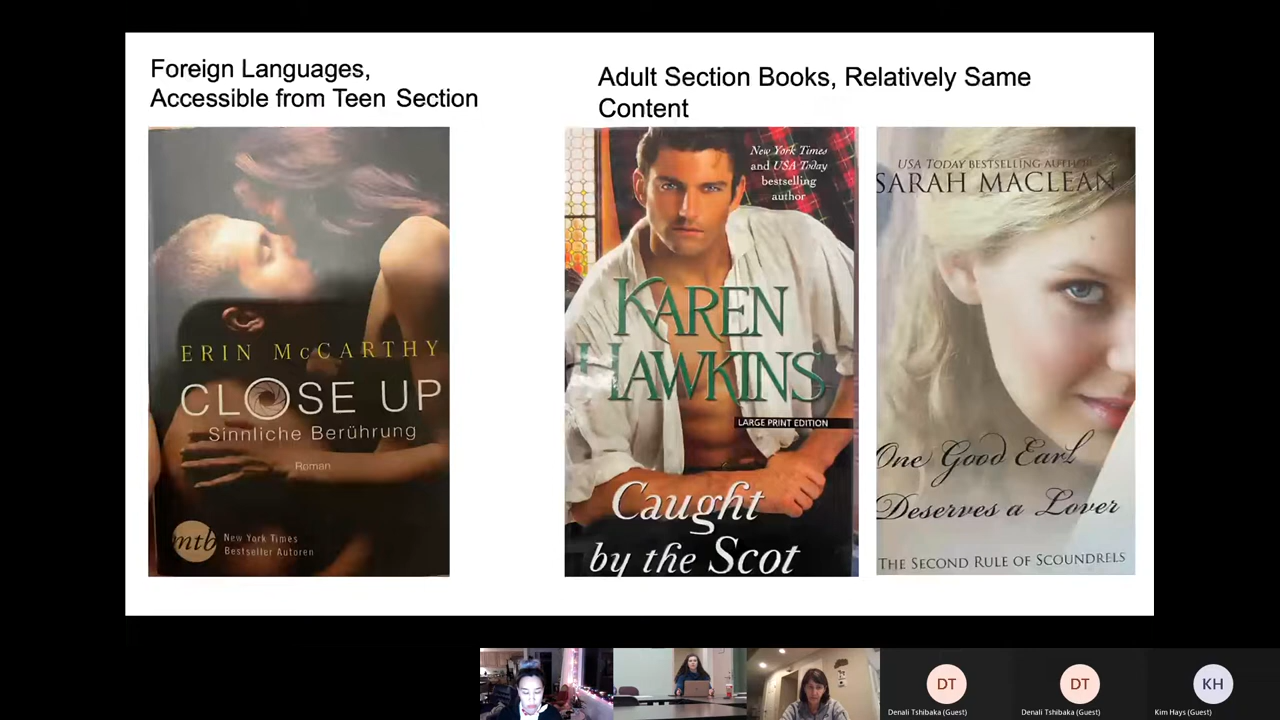 Foreign Languages,
Accessible from Teen Section
Adult Section Books, Relatively Same
Content
ERIN McCARTHY
CLOSE UP
Sinnliche Berührung
Roman
mtb
New York Times
Bestseller Autoren
New York Times
and USA Today
bestselling
author
KAREN
HAWKINS
LARGE PRINT EDITION
Caught
by the Scot
USA TODAY BESTSELLING AUTHOR
SARAH MACLEAN
One Good Earl
Deserves a Lover
THE SECOND RULE OF SCOUNDRELS
DT
Denali Tshibaka (Guest)
DT
Denali Tshibaka (Guest)
KH
Kim Hays (Guest)